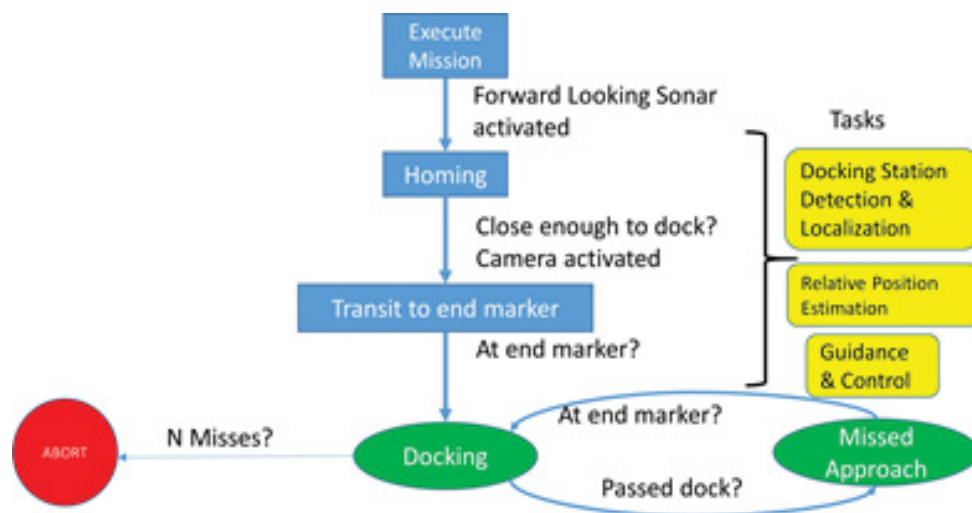 Execute
Mission
Forward Looking Sonar
activated
Tasks
Homing
Docking Station
Detection &
Localization
Close enough to dock?
Camera activated
Relative Position
Estimation
Transit to end marker
At end marker?
Guidance
& Control
At end marker?
N Misses?
ABORT
Docking
Missed
Approach
Passed dock?